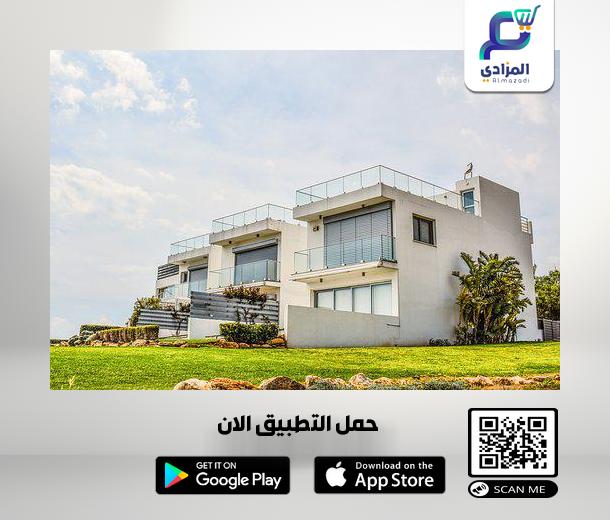 المزادي
Almazadi
حمل التطبيق الان
GET IT ON
Google Play
Download on the
App Store
SCAN ME